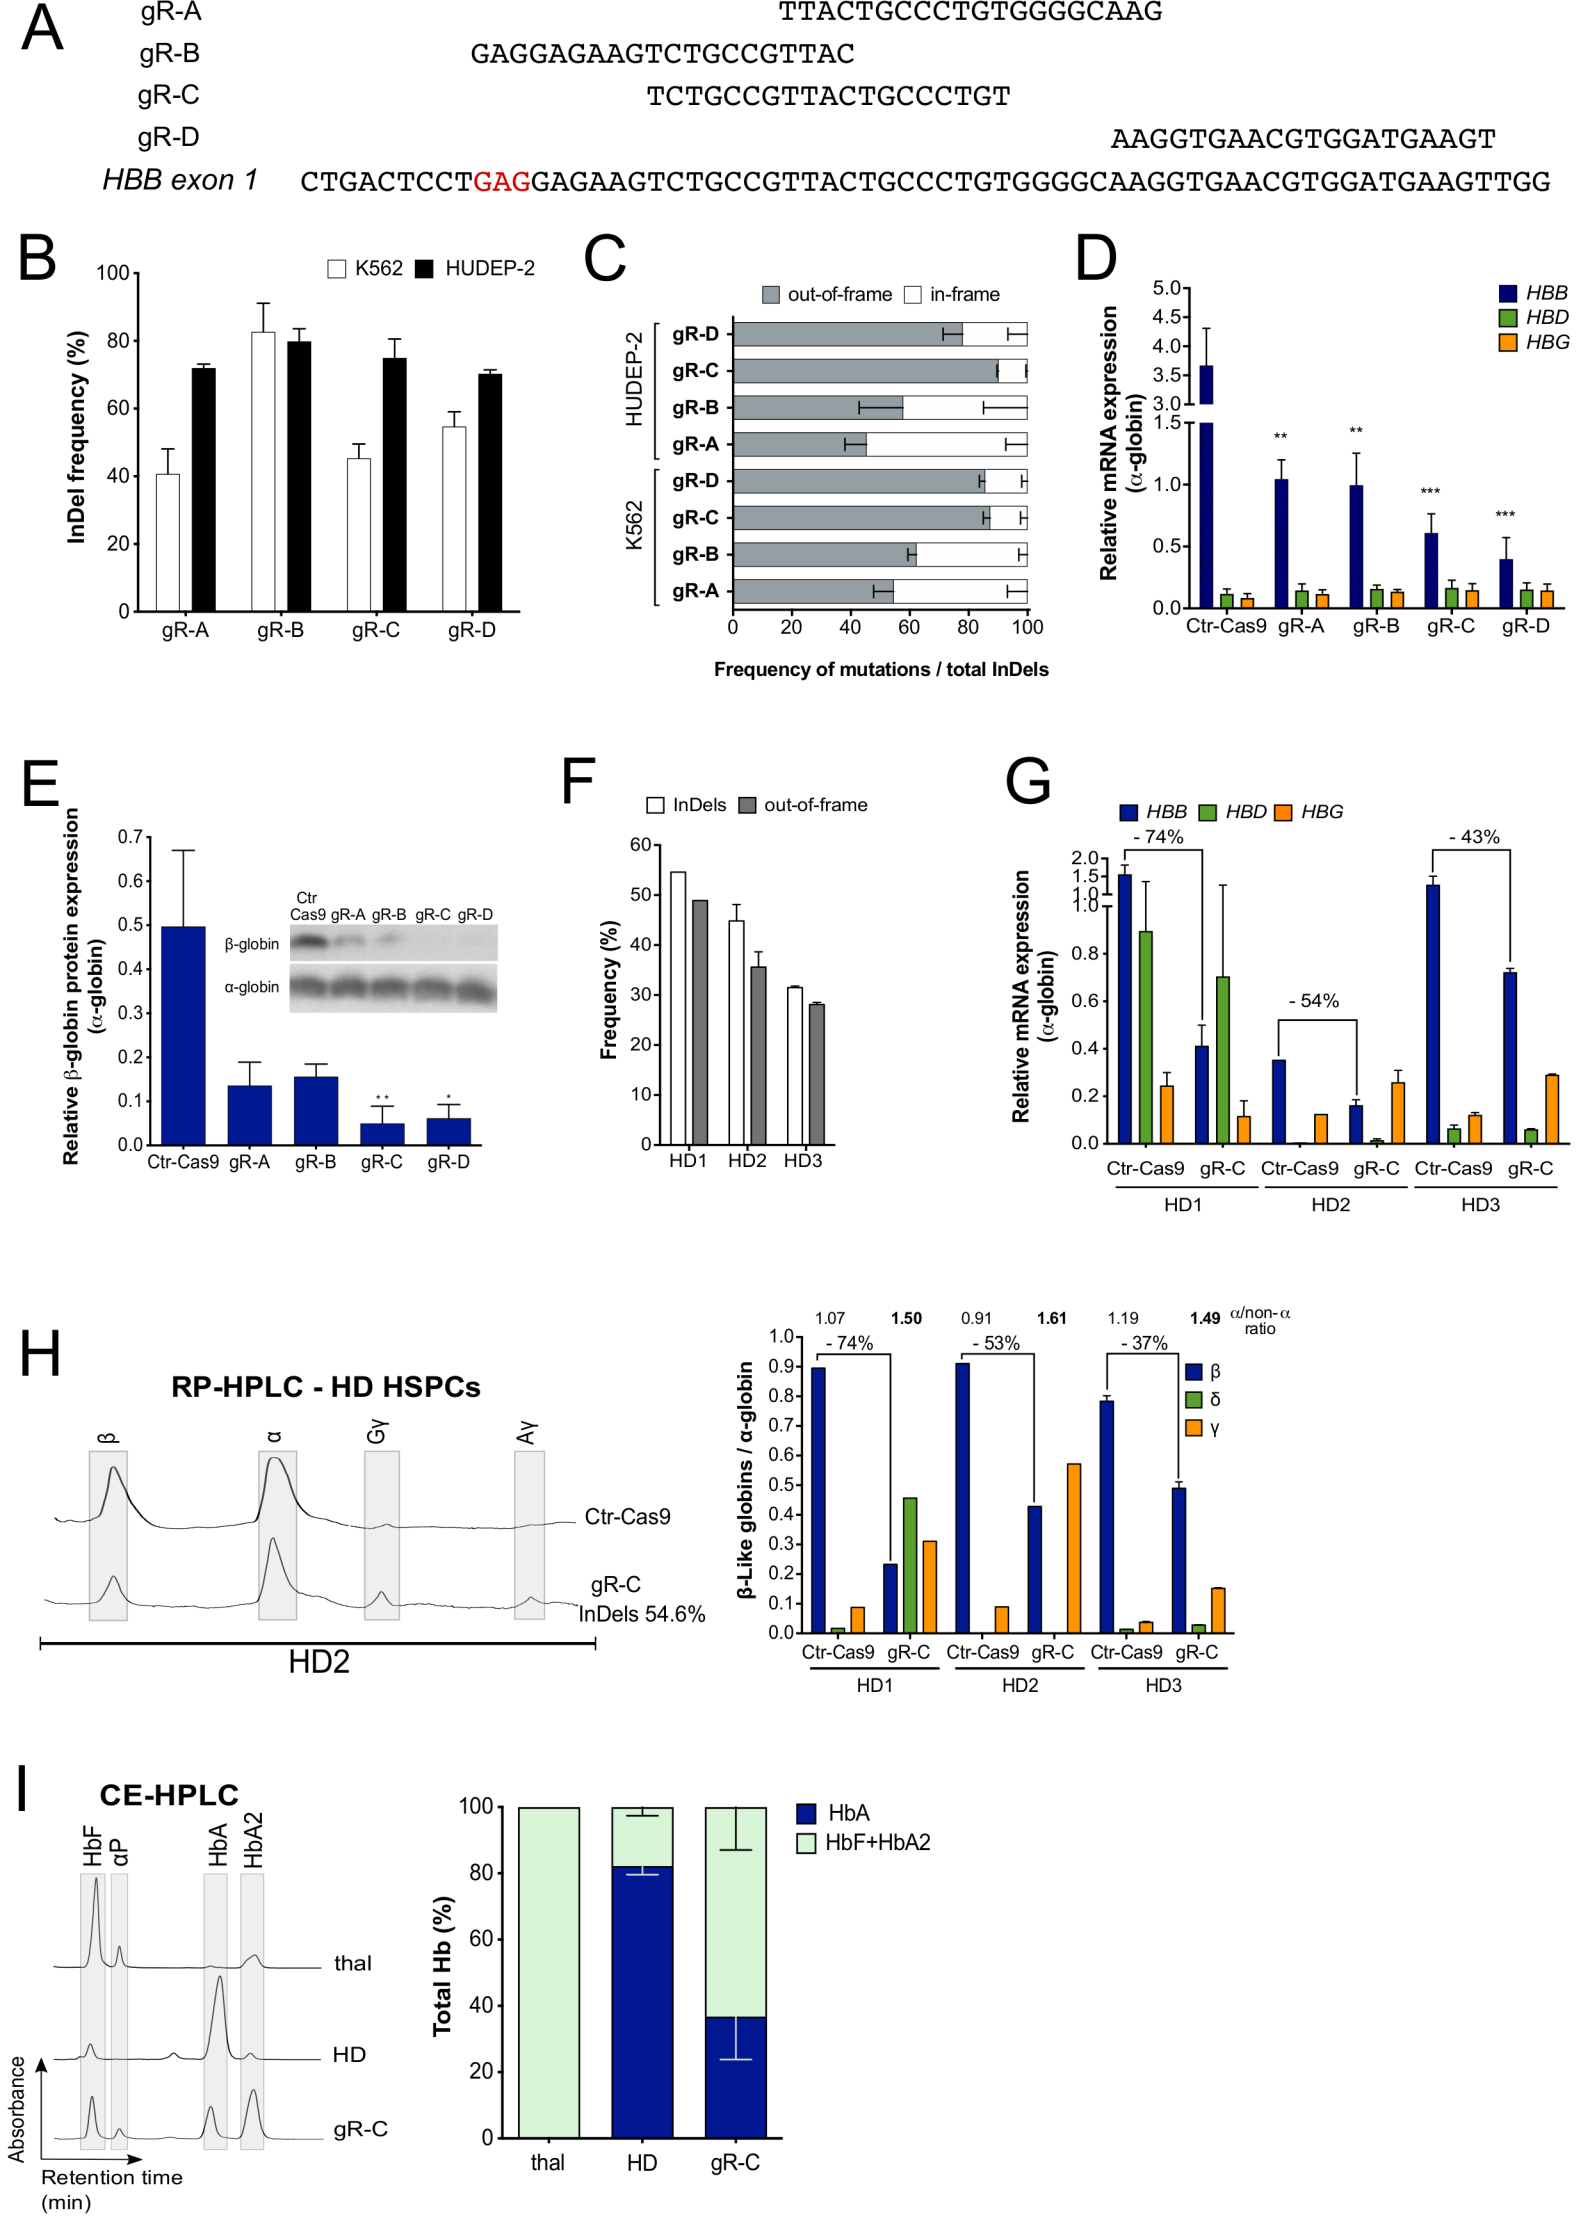 A
gR-A TTACTGCCCTGTGGGGCAAG
gR-B GAGGAGAAGTCTGCCGTTAC
gR-C TCTGCCGTTACTGCCCTGT
gR-D AAGGTGAACGTGGATGAAGT
HBB exon 1 CTGACTCCTGAGGAGAAGTCTGCCGTTACTGCCCTGTGGGGCAAGGTGAACGTGGATGAAGTTGG
B
K562 HUDEP-2
InDel frequency (%)
100
80
60
40
20
0
gR-A gR-B gR-C gR-D
C
out-of-frame in-frame
HUDEP-2
gR-D
gR-C
gR-B
gR-A
K562
gR-D
gR-C
gR-B
gR-A
0 20 40 60 80 100
Frequency of mutations / total InDels
D
HBB
HBD
HBG
Relative mRNA expression
(α-globin)
5.0
4.5
4.0
3.5
3.0
1.5
1.0
0.5
0.0
** ** *** ***
Ctr-Cas9 gR-A gR-B gR-C gR-D
E
Relative β-globin protein expression
(α-globin)
0.7
0.6
0.5
0.4
0.3
0.2
0.1
0.0
Ctr
Cas9 gR-A gR-B gR-C gR-D
β-globin
α-globin
** *
Ctr-Cas9 gR-A gR-B gR-C gR-D
F
InDels out-of-frame
Frequency (%)
60
50
40
30
20
10
0
HD1 HD2 HD3
G
HBB HBD HBG
Relative mRNA expression
(α-globin)
- 74% - 54% - 43%
2.0
1.5
1.0
1.0
0.8
0.6
0.4
0.2
0.0
Ctr-Cas9 gR-C Ctr-Cas9 gR-C Ctr-Cas9 gR-C
HD1 HD2 HD3
H
RP-HPLC - HD HSPCs
β α Gγ Aγ
Ctr-Cas9
gR-C
InDels 54.6%
HD2
1.07 1.50 0.91 1.61 1.19 1.49 α/non-α
ratio
- 74% - 53% - 37%
β-Like globins / α-globin
1.0
0.9
0.8
0.7
0.6
0.5
0.4
0.3
0.2
0.1
0.0
β
δ
γ
Ctr-Cas9 gR-C Ctr-Cas9 gR-C Ctr-Cas9 gR-C
HD1 HD2 HD3
I
CE-HPLC
HbF αP HbA HbA2
thal
HD
gR-C
Absorbance
Retention time
(min)
Total Hb (%)
100
80
60
40
20
0
HbA
HbF+HbA2
thal HD gR-C